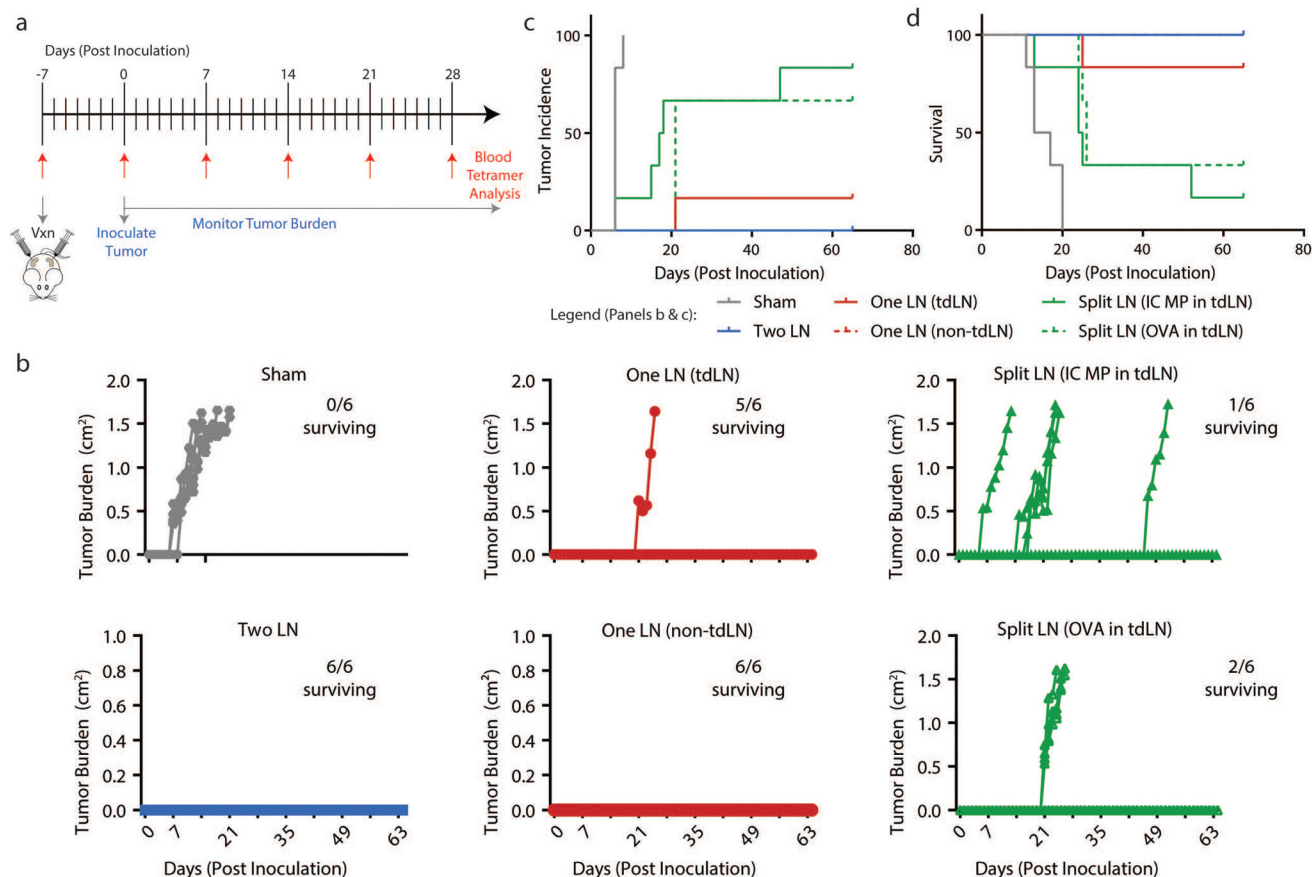 a
Days (Post Inoculation)
-7 0 7 14 21 28
Blood
Tetramer
Analysis
Vxn
Inoculate
Tumor
Monitor Tumor Burden
c
Tumor Incidence
100
50
0
0 20 40 60 80
Days (Post Inoculation)
d
Survival
100
50
0
0 20 40 60 80
Days (Post Inoculation)
Legend (Panels b & c):
Sham
One LN (tdLN)
Split LN (IC MP in tdLN)
Two LN
One LN (non-tdLN)
Split LN (OVA in tdLN)
b
Sham
0/6
surviving
Tumor Burden (cm²)
2.0
1.5
1.0
0.5
0.0
One LN (tdLN)
5/6
surviving
Tumor Burden (cm²)
2.0
1.5
1.0
0.5
0.0
Split LN (IC MP in tdLN)
1/6
surviving
Tumor Burden (cm²)
2.0
1.5
1.0
0.5
0.0
Two LN
6/6
surviving
Tumor Burden (cm²)
1.0
0.8
0.6
0.4
0.2
0.0
0 7 21 35 49 63
Days (Post Inoculation)
One LN (non-tdLN)
6/6
surviving
Tumor Burden (cm²)
1.0
0.8
0.6
0.4
0.2
0.0
0 7 21 35 49 63
Days (Post Inoculation)
Split LN (OVA in tdLN)
2/6
surviving
Tumor Burden (cm²)
2.0
1.5
1.0
0.5
0.0
0 7 21 35 49 63
Days (Post Inoculation)